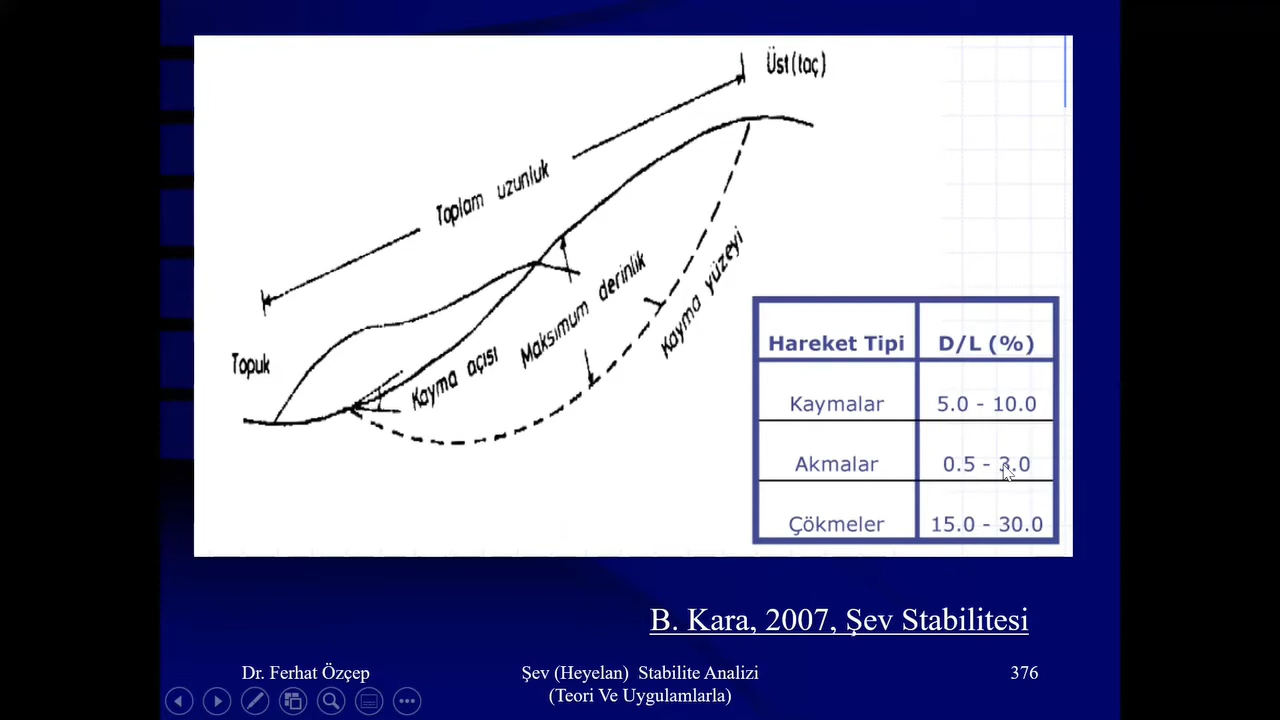 Üst(taç)
Toplam uzunluk
Maksimum derinlik
Kayma yüzeyi
Topuk
Kayma açısı
Hareket Tipi D/L (%)
Kaymalar 5.0 - 10.0
Akmalar 0.5 - 3.0
Çökmeler 15.0 - 30.0
B. Kara, 2007, Şev Stabilitesi
Dr. Ferhat Özçep
Şev (Heyelan) Stabilite Analizi
(Teori Ve Uygulamlarla)
376